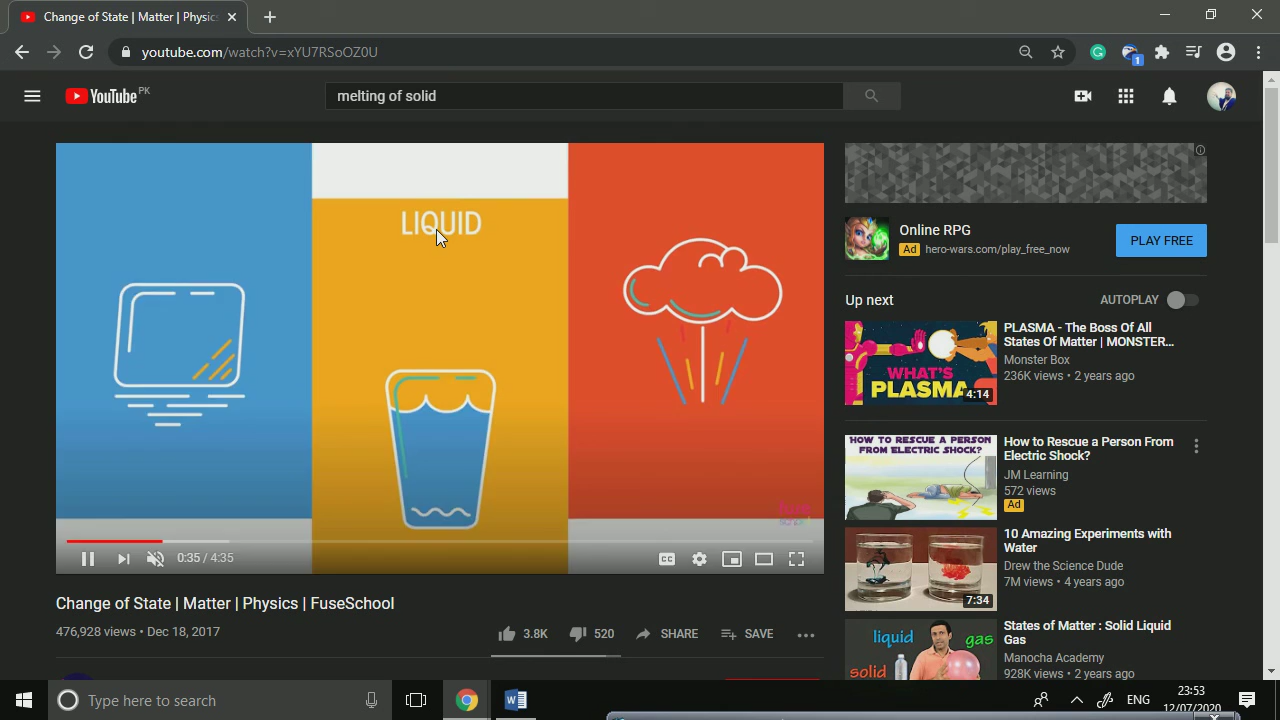 Change of State | Matter | Physic
youtube.com/watch?v=xYU7RSoOZ0U
1
YouTube PK
melting of solid
LIQUID
fuse
school
0:35 / 4:35
CC
Change of State | Matter | Physics | FuseSchool
476,928 views • Dec 18, 2017
3.8K
520
SHARE
SAVE
Online RPG
Ad hero-wars.com/play_free_now
PLAY FREE
Up next
AUTOPLAY
WHAT'S
PLASMA
4:14
PLASMA - The Boss Of All
States Of Matter | MONSTER...
Monster Box
236K views • 2 years ago
HOW TO RESCUE A PERSON
FROM ELECTRIC SHOCK?
How to Rescue a Person From
Electric Shock?
JM Learning
572 views
Ad
7:34
10 Amazing Experiments with
Water
Drew the Science Dude
7M views • 4 years ago
liquid
gas
solid
States of Matter : Solid Liquid
Gas
Manocha Academy
928K views • 2 years ago
Type here to search
ENG
23:53
12/07/2020